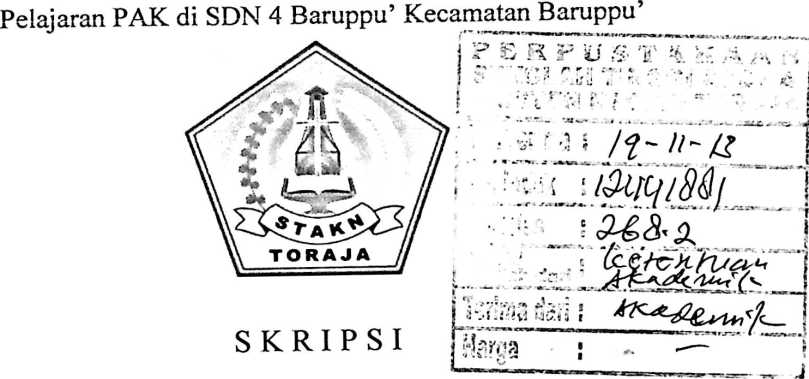 Pelajaran PAK di SDN 4 Baruppu’ Kecamatan Baruppu’
PERPUSTAKAAN
: 19-11-13
:
: 268.2
: Ketentuan
Akademik
Terima dari : Akademik
Harga : - —
STAKN
TORAJA
SKRIPSI